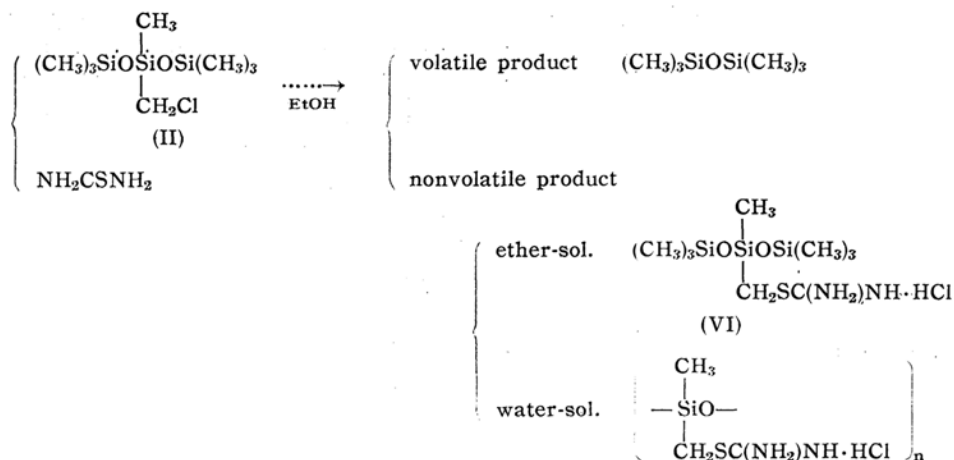 CH₃
(CH₃)₃SiOSiOSi(CH₃)₃
CH₂Cl
(II)
NH₂CSNH₂
EtOH
volatile product (CH₃)₃SiOSi(CH₃)₃
nonvolatile product
CH₃
ether-sol. (CH₃)₃SiOSiOSi(CH₃)₃
CH₂SC(NH₂)NH·HCl
(VI)
CH₃
water-sol. —SiO—
CH₂SC(NH₂)NH·HCl n